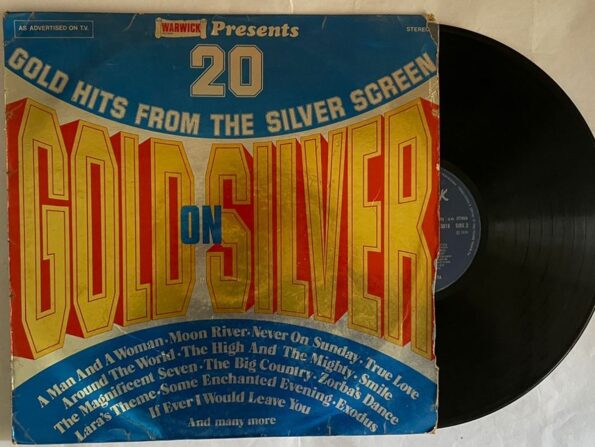 AS ADVERTISED ON T.V.
WARWICK Presents
STEREO
20
GOLD HITS FROM THE SILVER SCREEN
GOLD ON SILVER
A Man And A Woman · Moon River · Never On Sunday · True Love
Around The World · The High And The Mighty · Smile
The Magnificent Seven · The Big Country · Zorba's Dance
Lara's Theme · Some Enchanted Evening · Exodus
If Ever I Would Leave You
And many more